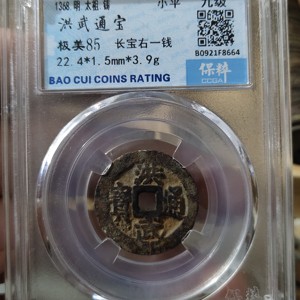 1368 明 太祖 铸 小平 九级
洪武通宝
极美85 长宝右一钱
22.4*1.5mm*3.9g
B0921F8664
BAO CUI COINS RATING
保粹
CCGA
洪
寳 通
武